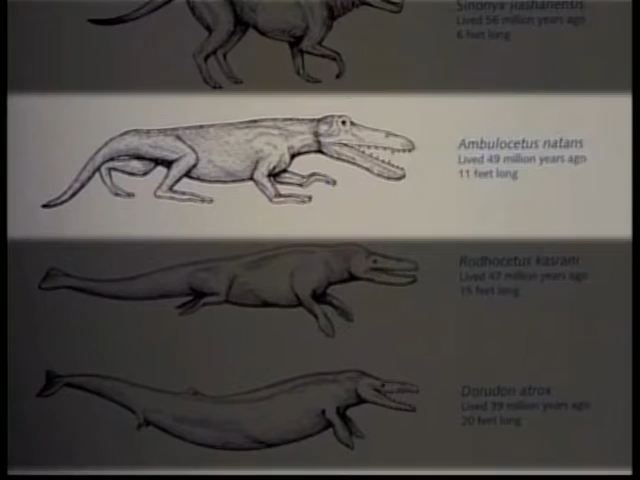 Sinonyx jiashanensis
Lived 56 million years ago
6 feet long
Ambulocetus natans
Lived 49 million years ago
11 feet long
Rodhocetus kasrani
Lived 47 million years ago
15 feet long
Dorudon atrox
Lived 39 million years ago
20 feet long